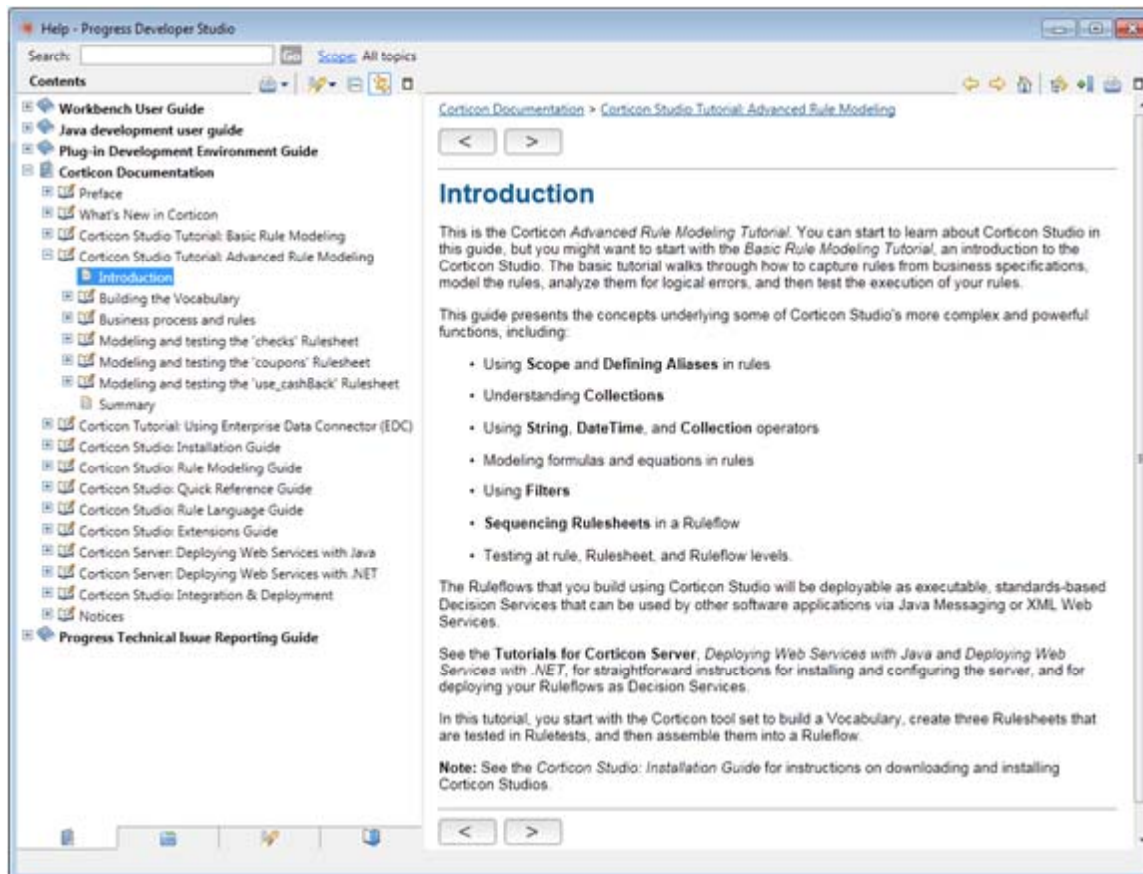 Help - Progress Developer Studio
Search:
Go
Scope: All topics
Contents
Workbench User Guide
Java development user guide
Plug-in Development Environment Guide
Corticon Documentation
Preface
What's New in Corticon
Corticon Studio Tutorial: Basic Rule Modeling
Corticon Studio Tutorial: Advanced Rule Modeling
Introduction
Building the Vocabulary
Business process and rules
Modeling and testing the 'checks' Rulesheet
Modeling and testing the 'coupons' Rulesheet
Modeling and testing the 'use_cashBack' Rulesheet
Summary
Corticon Tutorial: Using Enterprise Data Connector (EDC)
Corticon Studio: Installation Guide
Corticon Studio: Rule Modeling Guide
Corticon Studio: Quick Reference Guide
Corticon Studio: Rule Language Guide
Corticon Studio: Extensions Guide
Corticon Server: Deploying Web Services with Java
Corticon Server: Deploying Web Services with .NET
Corticon Studio: Integration & Deployment
Notices
Progress Technical Issue Reporting Guide
Corticon Documentation > Corticon Studio Tutorial: Advanced Rule Modeling
< >
Introduction
This is the Corticon Advanced Rule Modeling Tutorial. You can start to learn about Corticon Studio in
this guide, but you might want to start with the Basic Rule Modeling Tutorial, an introduction to the
Corticon Studio. The basic tutorial walks through how to capture rules from business specifications,
model the rules, analyze them for logical errors, and then test the execution of your rules.
This guide presents the concepts underlying some of Corticon Studio's more complex and powerful
functions, including:
• Using Scope and Defining Aliases in rules
• Understanding Collections
• Using String, DateTime, and Collection operators
• Modeling formulas and equations in rules
• Using Filters
• Sequencing Rulesheets in a Ruleflow
• Testing at rule, Rulesheet, and Ruleflow levels.
The Ruleflows that you build using Corticon Studio will be deployable as executable, standards-based
Decision Services that can be used by other software applications via Java Messaging or XML Web
Services.
See the Tutorials for Corticon Server, Deploying Web Services with Java and Deploying Web
Services with .NET, for straightforward instructions for installing and configuring the server, and for
deploying your Ruleflows as Decision Services.
In this tutorial, you start with the Corticon tool set to build a Vocabulary, create three Rulesheets that
are tested in Ruletests, and then assemble them into a Ruleflow.
Note: See the Corticon Studio: Installation Guide for instructions on downloading and installing
Corticon Studios.
< >